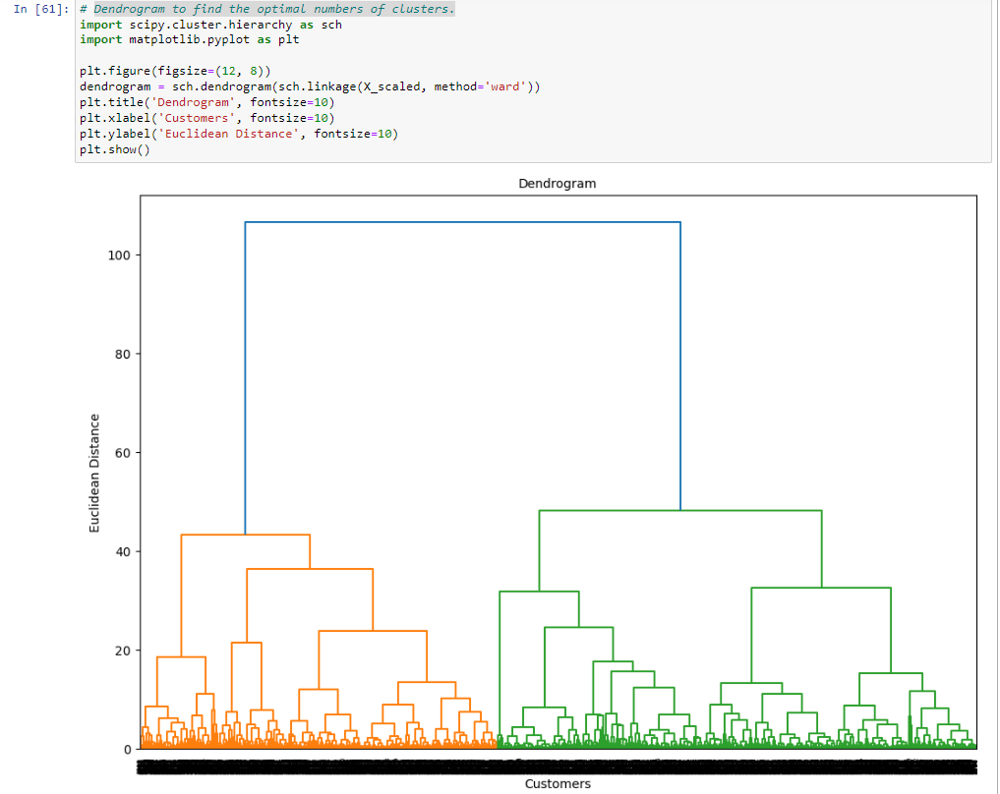 In [61]: # Dendrogram to find the optimal numbers of clusters.
import scipy.cluster.hierarchy as sch
import matplotlib.pyplot as plt
plt.figure(figsize=(12, 8))
dendrogram = sch.dendrogram(sch.linkage(X_scaled, method='ward'))
plt.title('Dendrogram', fontsize=10)
plt.xlabel('Customers', fontsize=10)
plt.ylabel('Euclidean Distance', fontsize=10)
plt.show()
Dendrogram
100
80
60
40
20
0
Euclidean Distance
Customers